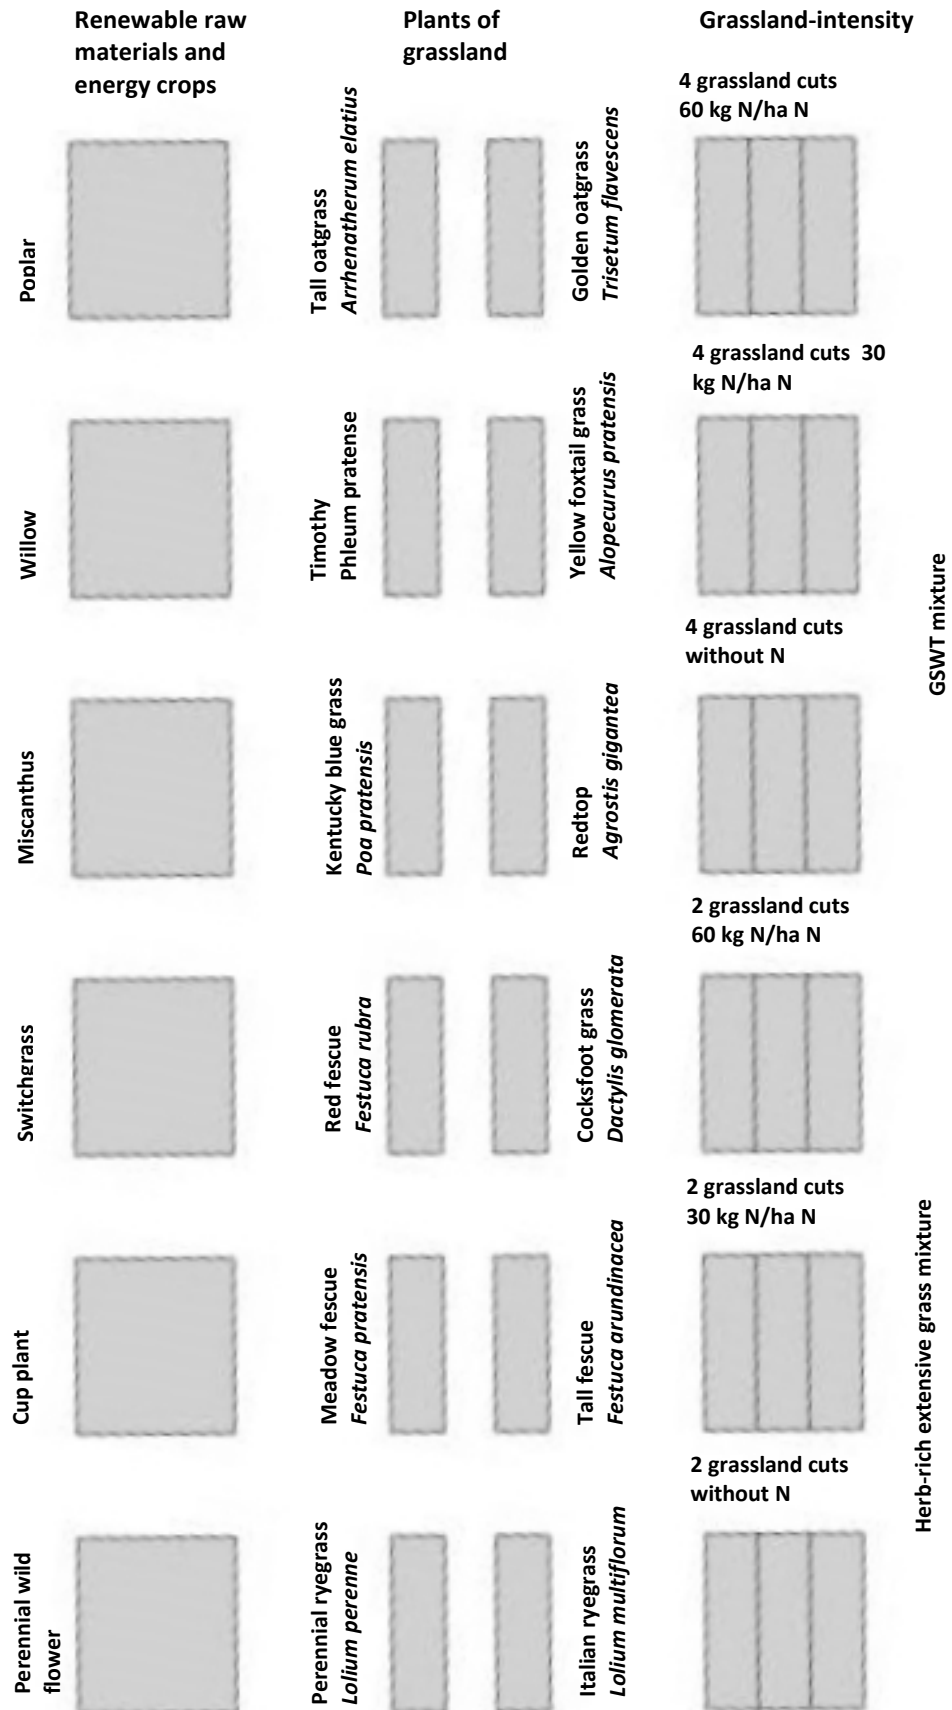 Renewable raw
materials and
energy crops
Plants of
grassland
Grassland-intensity
Poplar
Tall oatgrass
Arrhenatherum elatius
Golden oatgrass
Trisetum flavescens
4 grassland cuts
60 kg N/ha N
Willow
Timothy
Phleum pratense
Yellow foxtail grass
Alopecurus pratensis
4 grassland cuts 30
kg N/ha N
Miscanthus
Kentucky blue grass
Poa pratensis
Redtop
Agrostis gigantea
4 grassland cuts
without N
GSWT mixture
Switchgrass
Red fescue
Festuca rubra
Cocksfoot grass
Dactylis glomerata
2 grassland cuts
60 kg N/ha N
Cup plant
Meadow fescue
Festuca pratensis
Tall fescue
Festuca arundinacea
2 grassland cuts
30 kg N/ha N
Perennial wild
flower
Perennial ryegrass
Lolium perenne
Italian ryegrass
Lolium multiflorum
2 grassland cuts
without N
Herb-rich extensive grass mixture